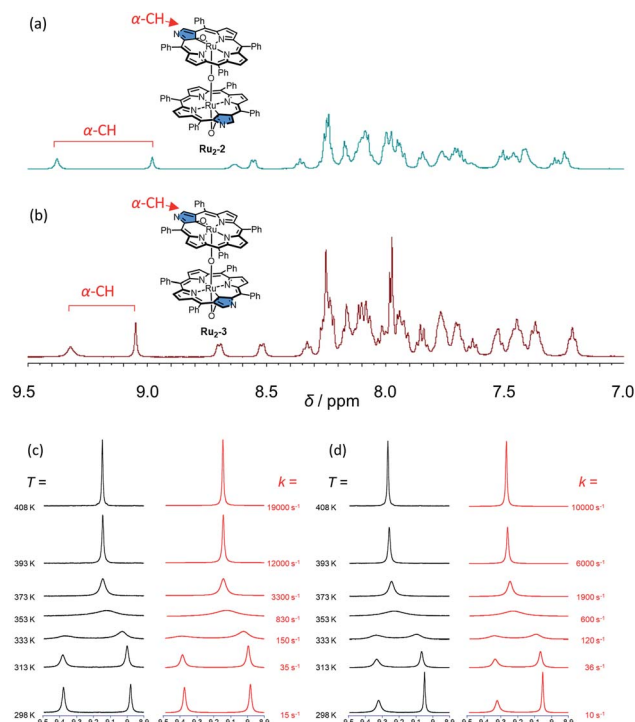 (a)
α-CH
Ph
N
O
Ru
N
N
N
Ph
Ph
Ph
O
Ph
N
Ru
N
N
Ph
Ph
O
N
Ph
α-CH
Ru₂-2
(b)
α-CH
Ph
N
O
Ru
N
N
N
Ph
Ph
Ph
O
Ph
N
Ru
N
N
Ph
Ph
O
N
Ph
α-CH
Ru₂-3
9.5 9.0 8.5 8.0 7.5 7.0
δ / ppm
(c) (d)
T = k = T = k =
408 K 19000 s⁻¹ 408 K 10000 s⁻¹
393 K 12000 s⁻¹ 393 K 6000 s⁻¹
373 K 3300 s⁻¹ 373 K 1900 s⁻¹
353 K 830 s⁻¹ 353 K 600 s⁻¹
333 K 150 s⁻¹ 333 K 120 s⁻¹
313 K 35 s⁻¹ 313 K 36 s⁻¹
298 K 15 s⁻¹ 298 K 10 s⁻¹